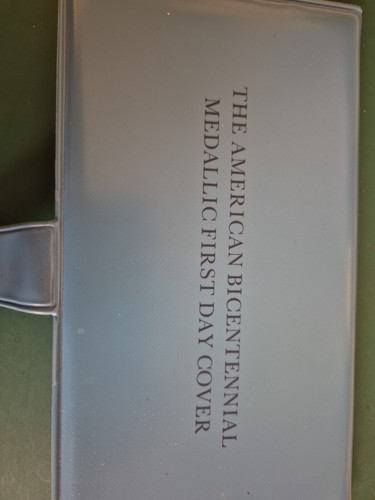 THE AMERICAN BICENTENNIAL
MEDALLIC FIRST DAY COVER